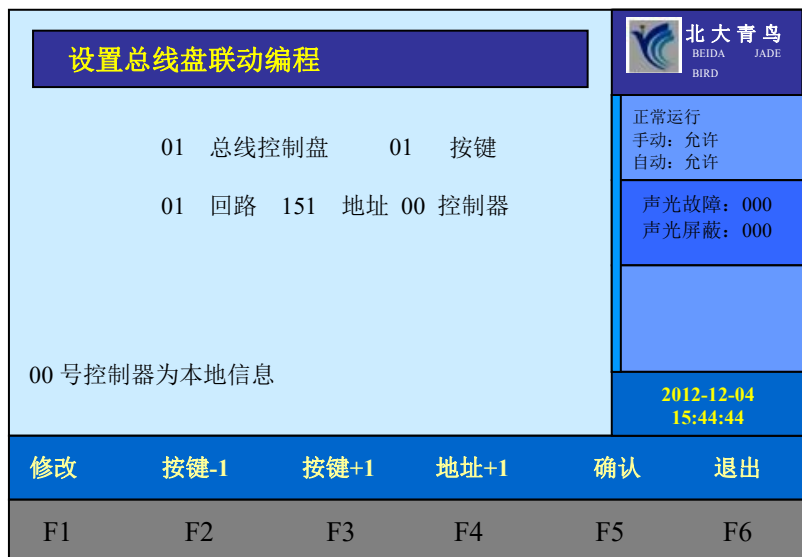 设置总线盘联动编程
北大青鸟
BEIDA JADE
BIRD
正常运行
手动：允许
自动：允许
01 总线控制盘 01 按键
01 回路 151 地址 00 控制器
声光故障：000
声光屏蔽：000
00 号控制器为本地信息
2012-12-04
15:44:44
修改 按键-1 按键+1 地址+1 确认 退出
F1 F2 F3 F4 F5 F6